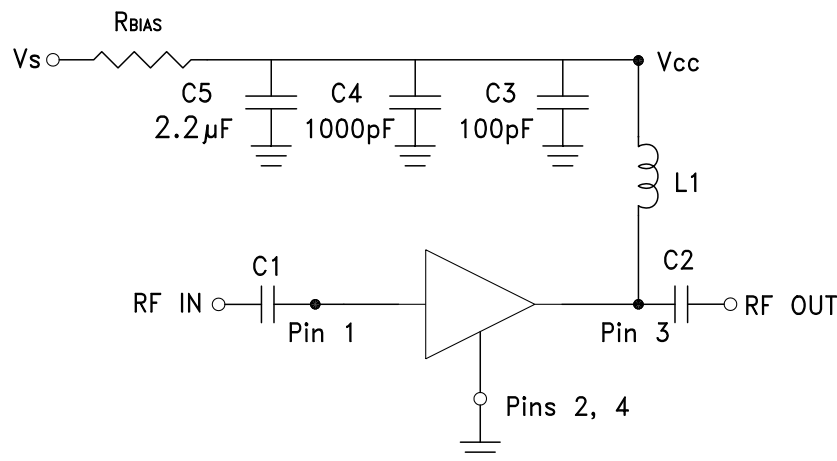 RBIAS
Vs
Vcc
C5
2.2μF
C4
1000pF
C3
100pF
L1
C1
C2
RF IN
RF OUT
Pin 1
Pin 3
Pins 2, 4